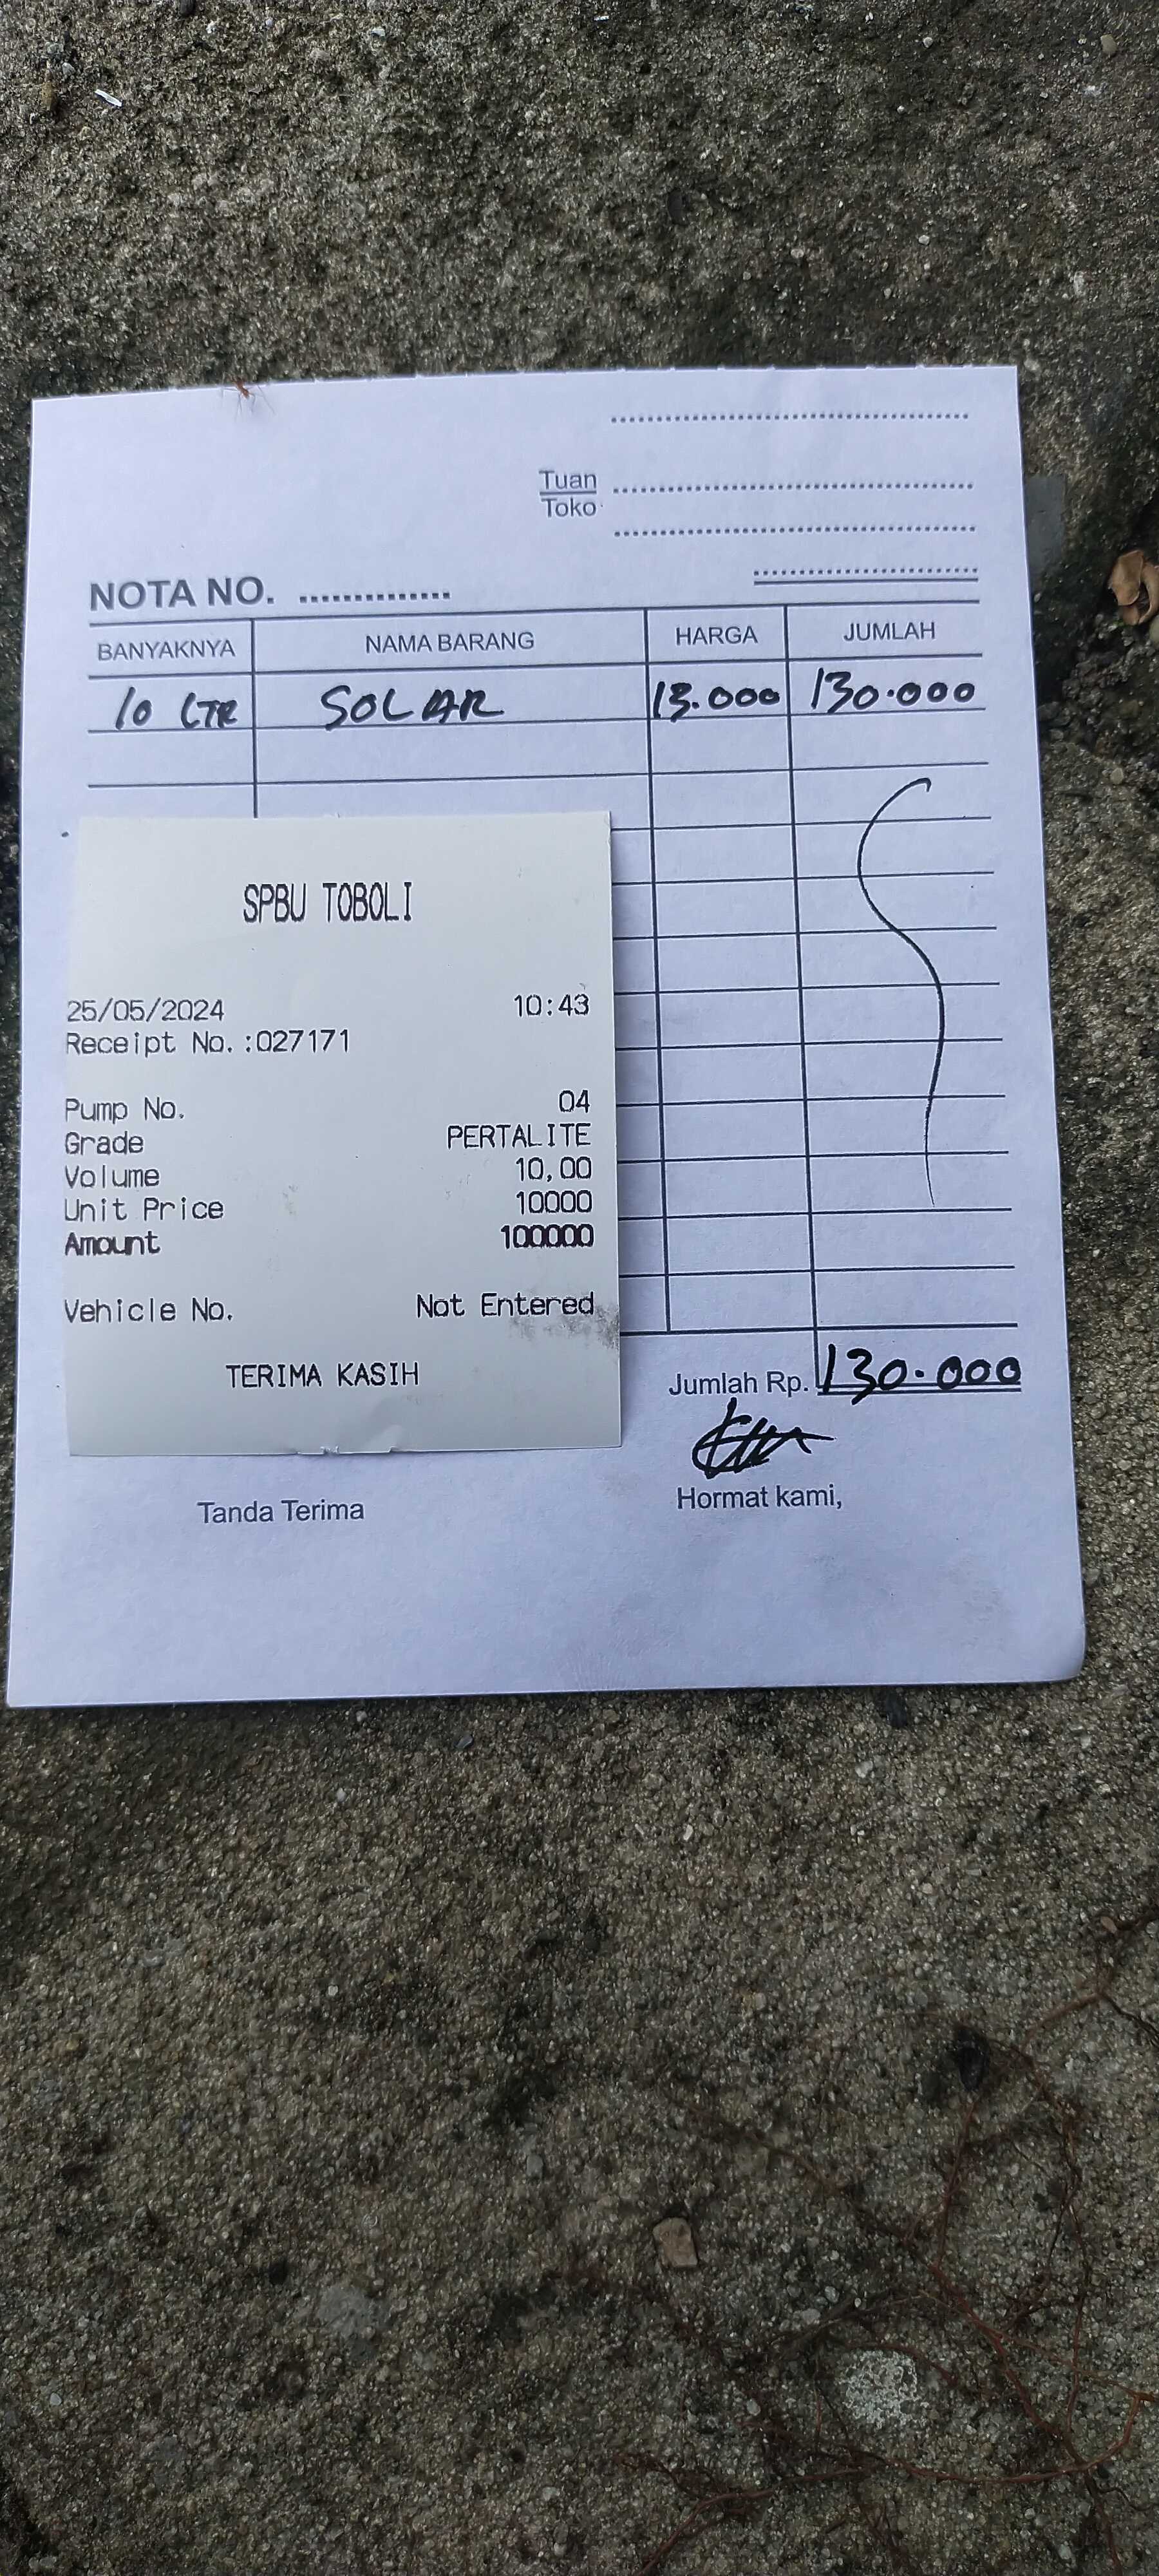 Tuan
Toko
NOTA NO. ..............
BANYAKNYA NAMA BARANG HARGA JUMLAH
10 LTR SOLAR 13.000 130.000
SPBU TOBOLI
25/05/2024 10:43
Receipt No.:027171
Pump No. 04
Grade PERTALITE
Volume 10,00
Unit Price 10000
Amount 100000
Vehicle No. Not Entered
TERIMA KASIH
Jumlah Rp. 130.000
Tanda Terima Hormat kami,